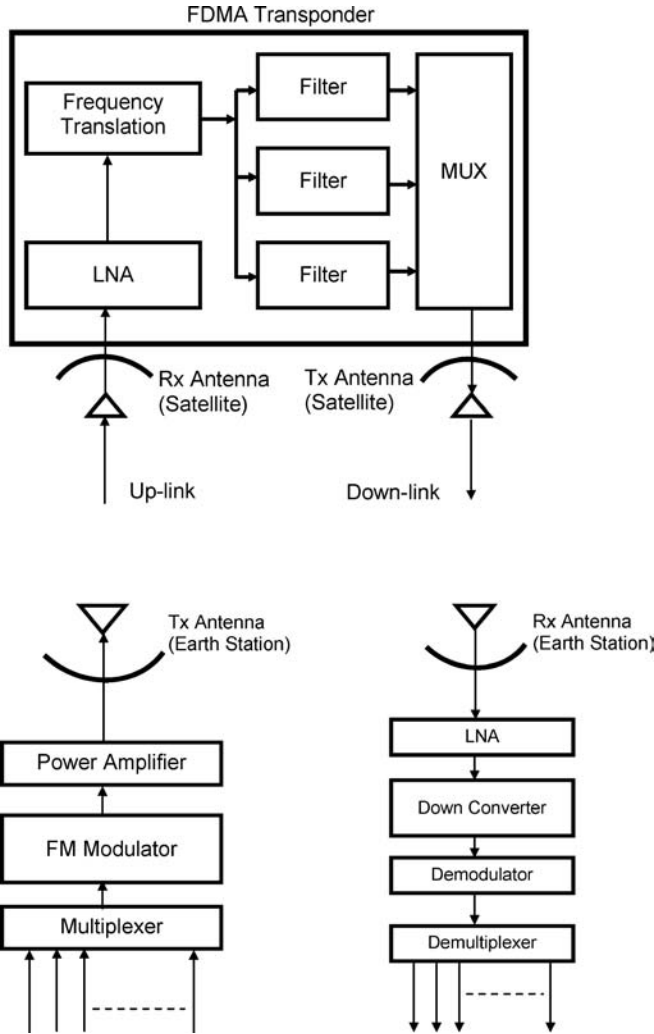 FDMA Transponder
Frequency
Translation
Filter
Filter
Filter
MUX
LNA
Rx Antenna
(Satellite)
Tx Antenna
(Satellite)
Up-link
Down-link
Tx Antenna
(Earth Station)
Power Amplifier
FM Modulator
Multiplexer
Rx Antenna
(Earth Station)
LNA
Down Converter
Demodulator
Demultiplexer